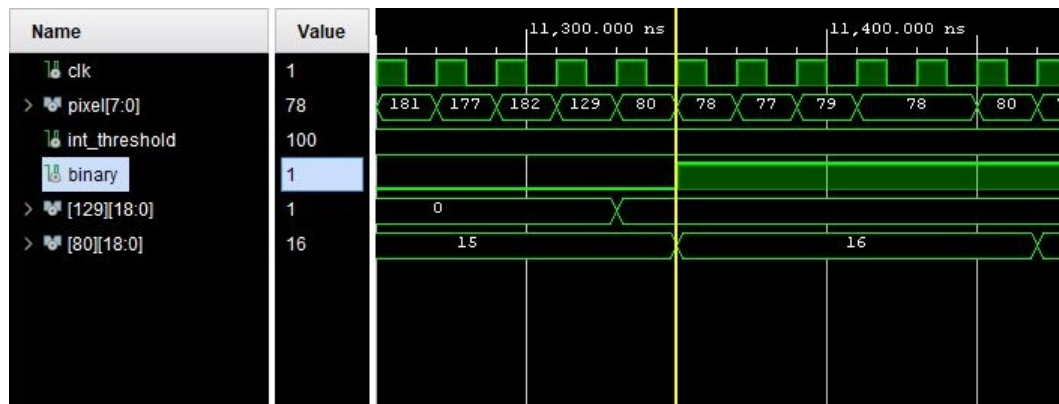 Name Value 11,300.000 ns 11,400.000 ns
clk 1
pixel[7:0] 78 181 177 182 129 80 78 77 79 78 80
int_threshold 100
binary 1
[129][18:0] 1 0
[80][18:0] 16 15 16